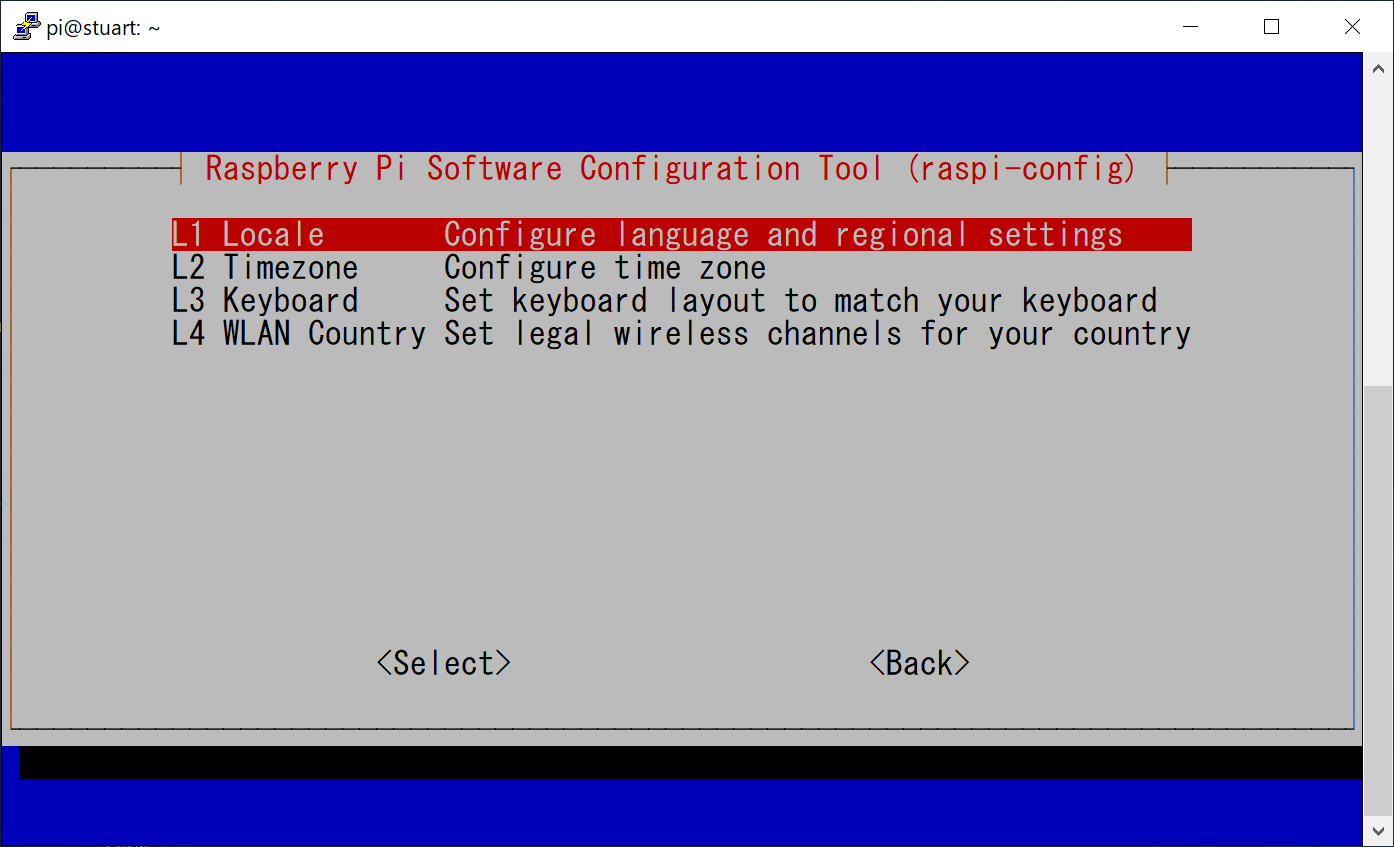 pi@stuart: ~
Raspberry Pi Software Configuration Tool (raspi-config)
L1 Locale Configure language and regional settings
L2 Timezone Configure time zone
L3 Keyboard Set keyboard layout to match your keyboard
L4 WLAN Country Set legal wireless channels for your country
<Select> <Back>